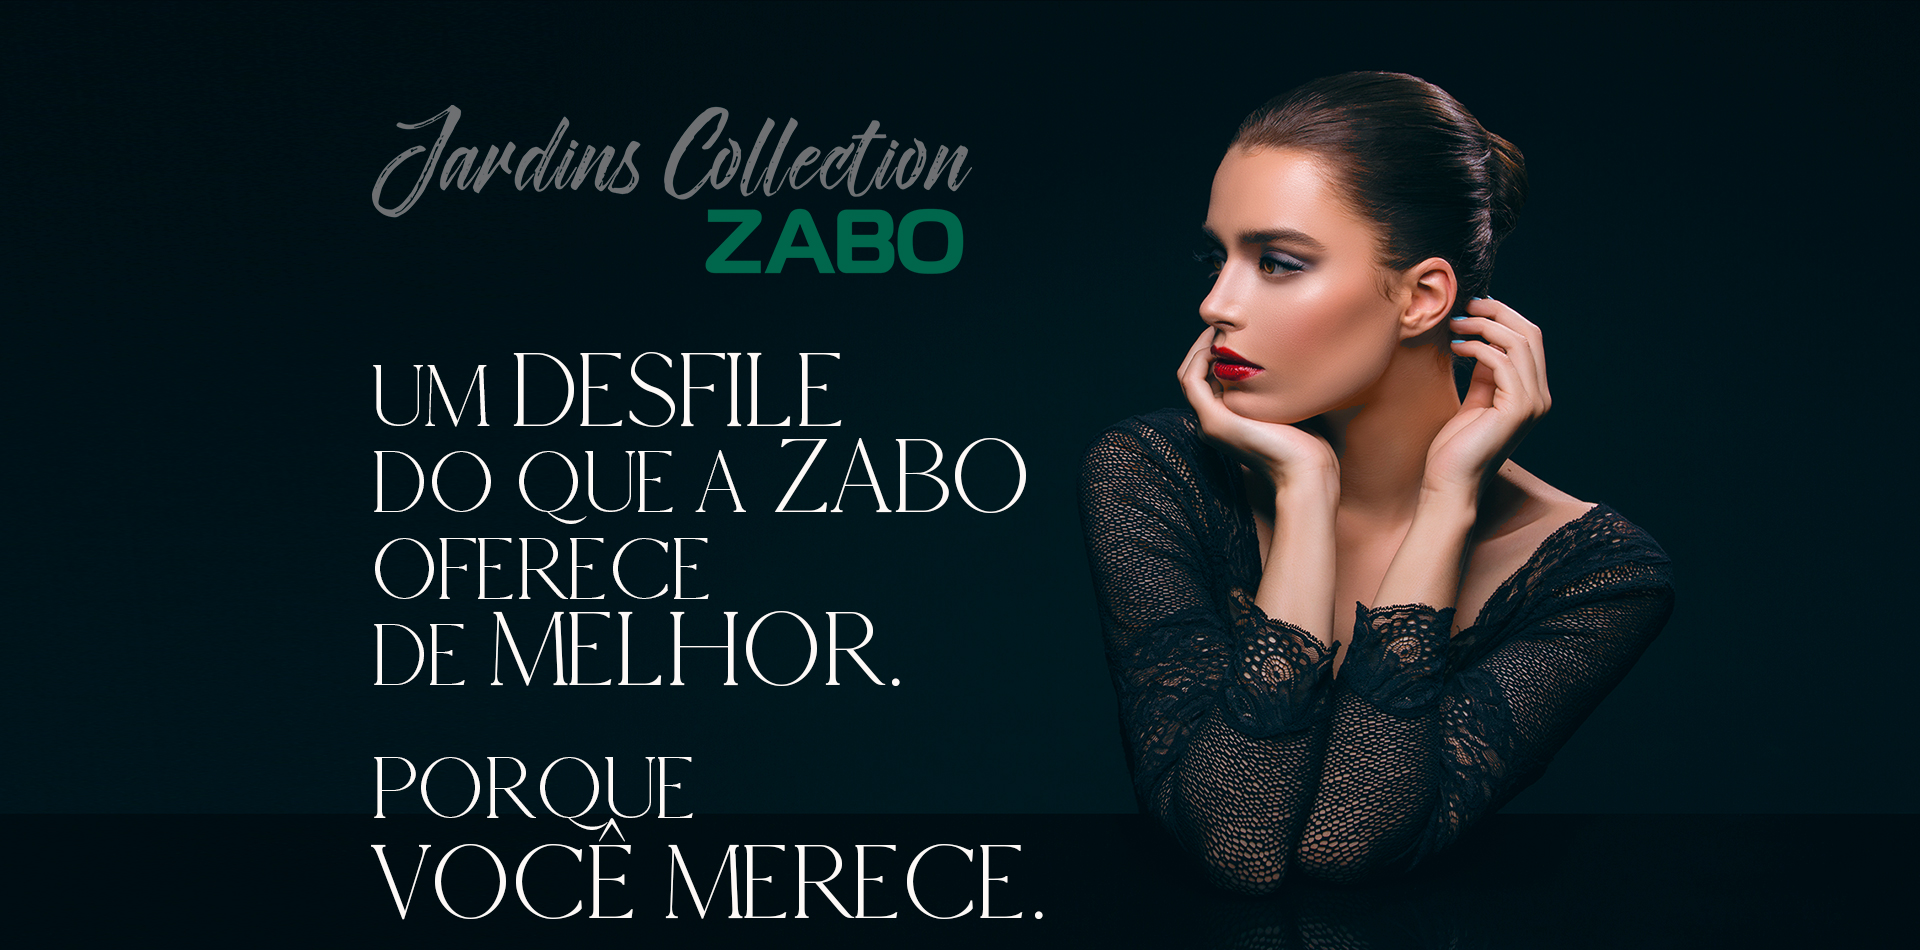 Jardins Collection
ZABO
UM DESFILE
DO QUE A ZABO
OFERECE
DE MELHOR.
PORQUE
VOCÊ MERECE.